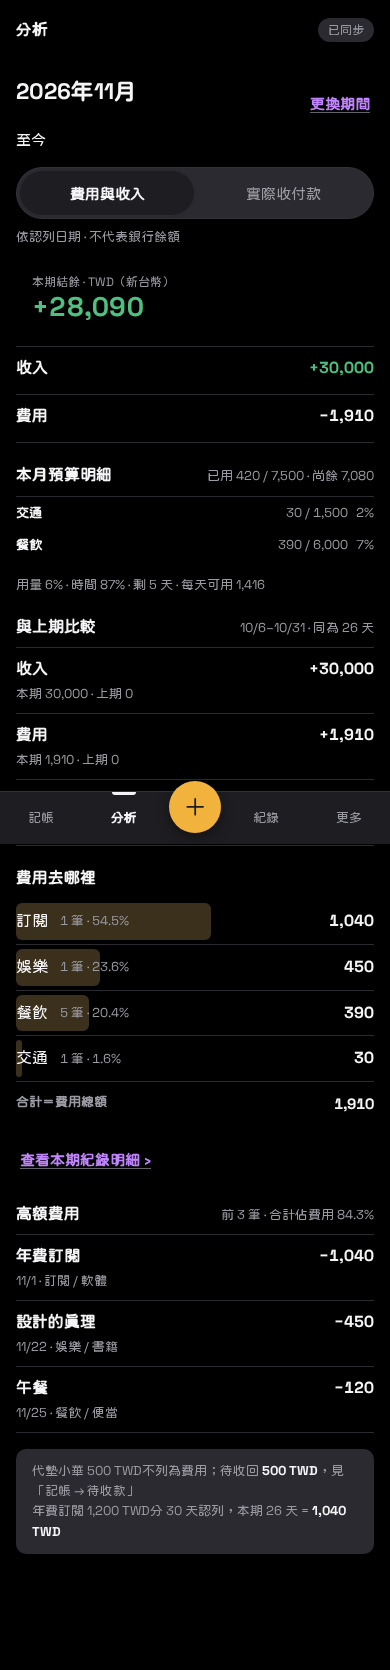 分析
已同步
2026年11月
更換期間
至今
費用與收入
實際收付款
依認列日期·不代表銀行餘額
本期結餘·TWD（新台幣）
+28,090
收入 +30,000
費用 −1,910
本月預算明細 已用 420 / 7,500·尚餘 7,080
交通 30 / 1,500 2%
餐飲 390 / 6,000 7%
用量 6%·時間 87%·剩 5 天·每天可用 1,416
與上期比較 10/6–10/31·同為 26 天
收入 +30,000
本期 30,000·上期 0
費用 +1,910
本期 1,910·上期 0
記帳 分析 + 紀錄 更多
費用去哪裡
訂閱 1 筆·54.5% 1,040
娛樂 1 筆·23.6% 450
餐飲 5 筆·20.4% 390
交通 1 筆·1.6% 30
合計＝費用總額 1,910
查看本期紀錄明細 ›
高額費用 前 3 筆·合計佔費用 84.3%
年費訂閱 −1,040
11/1·訂閱 / 軟體
設計的真理 −450
11/22·娛樂 / 書籍
午餐 −120
11/25·餐飲 / 便當
代墊小華 500 TWD不列為費用；待收回 500 TWD，見
「記帳 → 待收款」
年費訂閱 1,200 TWD分 30 天認列，本期 26 天 = 1,040
TWD